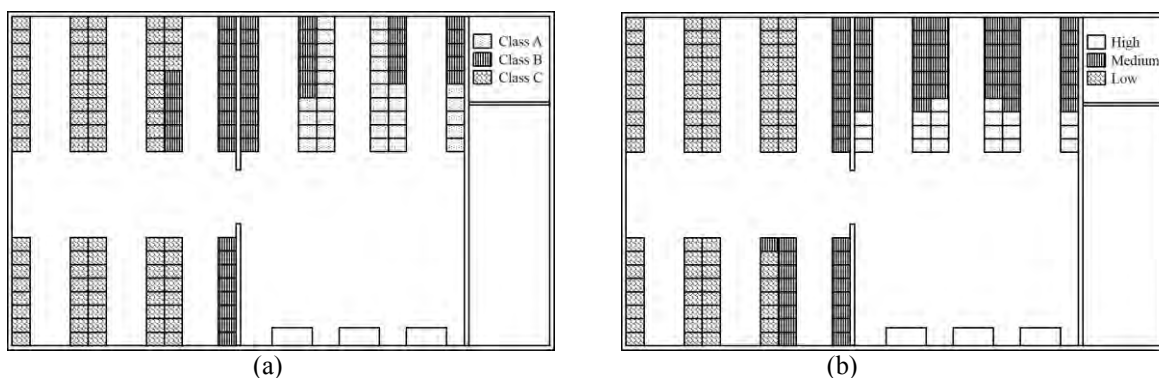 Class A
Class B
Class C
High
Medium
Low
(a)
(b)